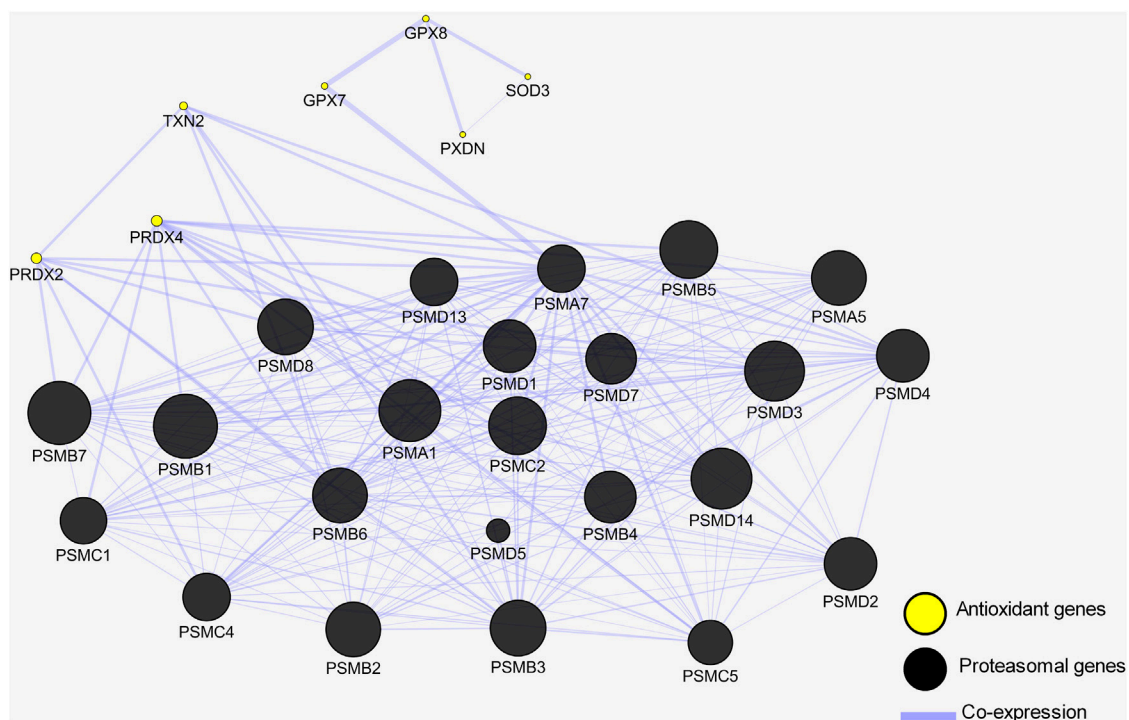 GPX8
GPX7
SOD3
TXN2
PXDN
PRDX4
PRDX2
PSMD13
PSMA7
PSMB5
PSMA5
PSMD8
PSMD1
PSMD7
PSMD3
PSMD4
PSMB7
PSMB1
PSMA1
PSMC2
PSMC1
PSMB6
PSMD5
PSMB4
PSMD14
PSMC4
PSMB2
PSMB3
PSMC5
PSMD2
Antioxidant genes
Proteasomal genes
Co-expression